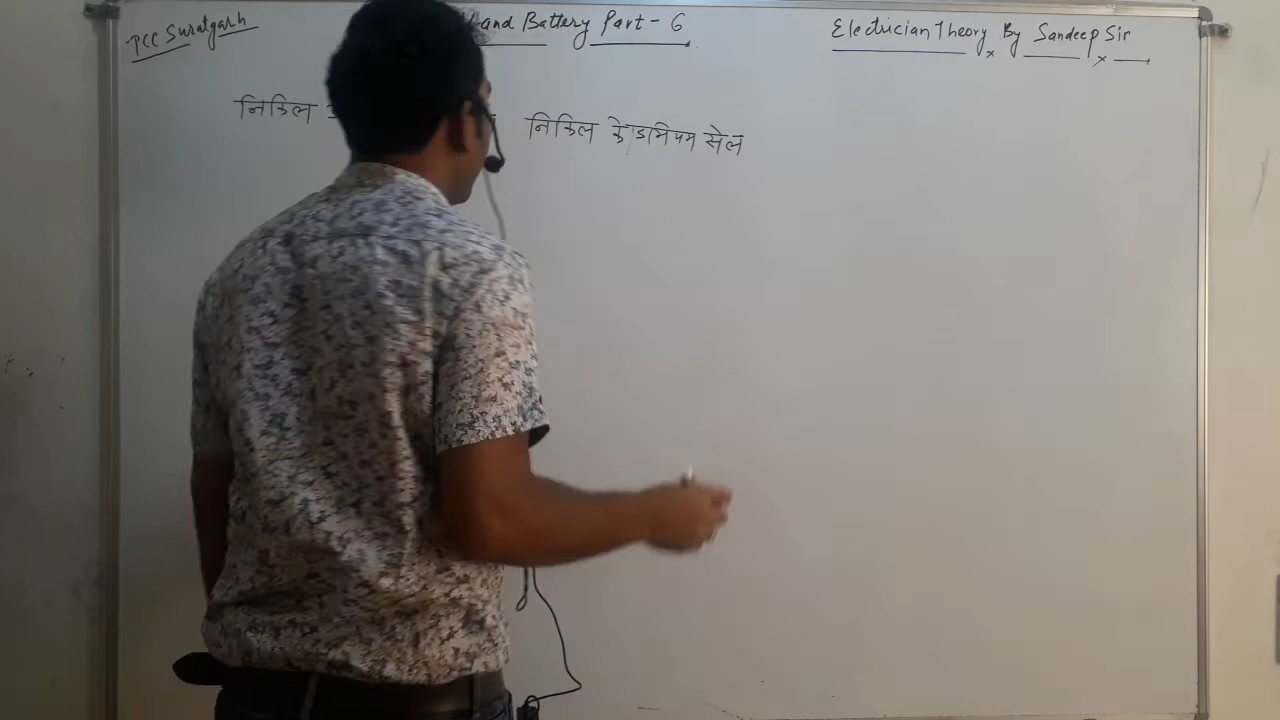 PCC Suratgarh
and Battery Part - 6
Electrician Theory By Sandeep Sir
निकिल
निकिल केडमियम सेल